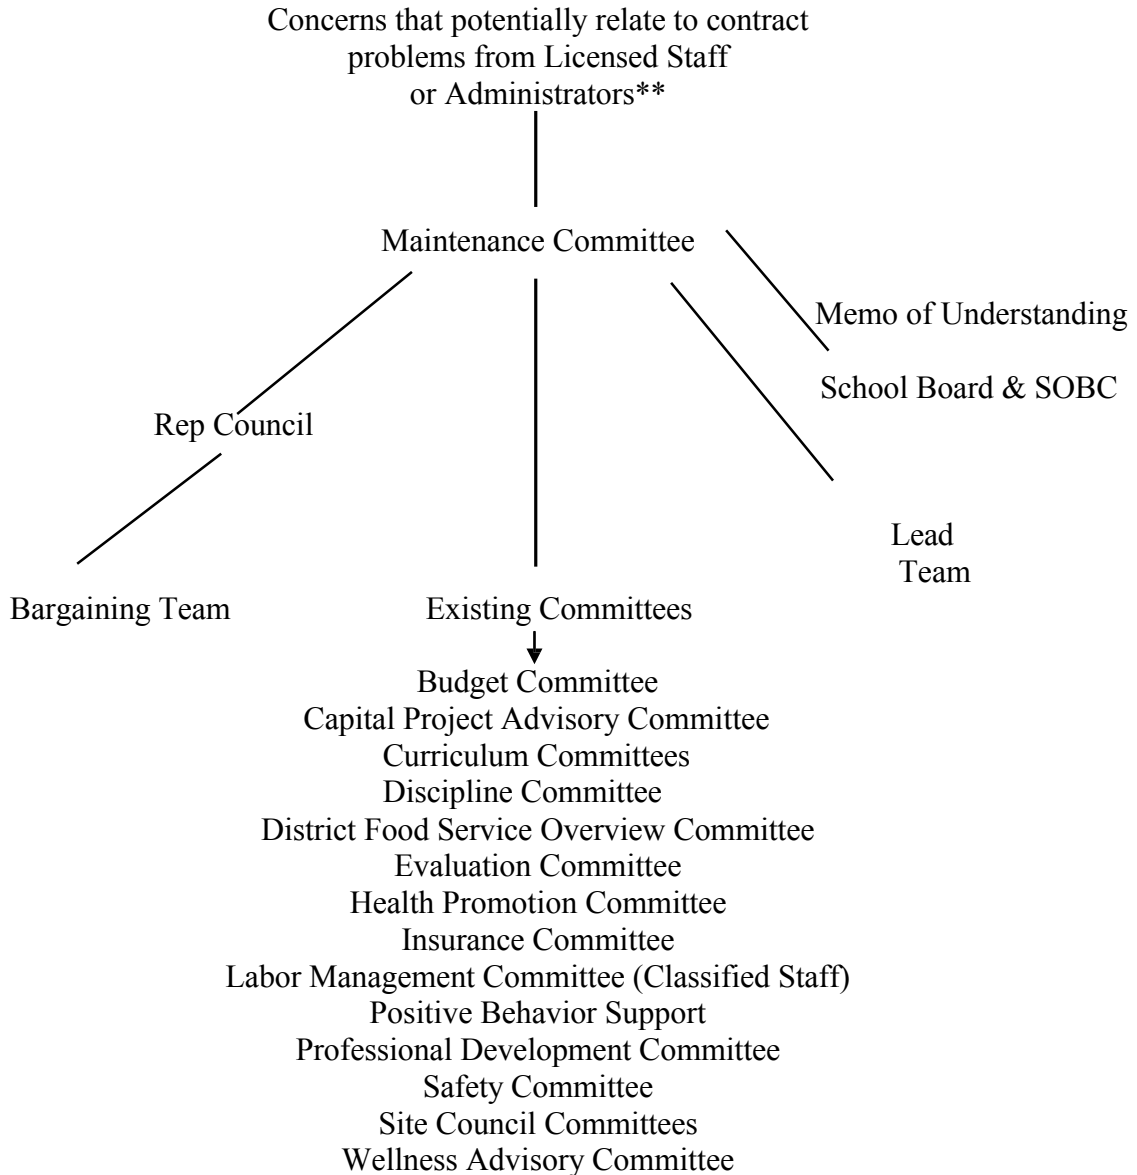 Concerns that potentially relate to contract
problems from Licensed Staff
or Administrators**
Maintenance Committee
Memo of Understanding
School Board & SOBC
Rep Council
Lead
Team
Bargaining Team
Existing Committees
Budget Committee
Capital Project Advisory Committee
Curriculum Committees
Discipline Committee
District Food Service Overview Committee
Evaluation Committee
Health Promotion Committee
Insurance Committee
Labor Management Committee (Classified Staff)
Positive Behavior Support
Professional Development Committee
Safety Committee
Site Council Committees
Wellness Advisory Committee